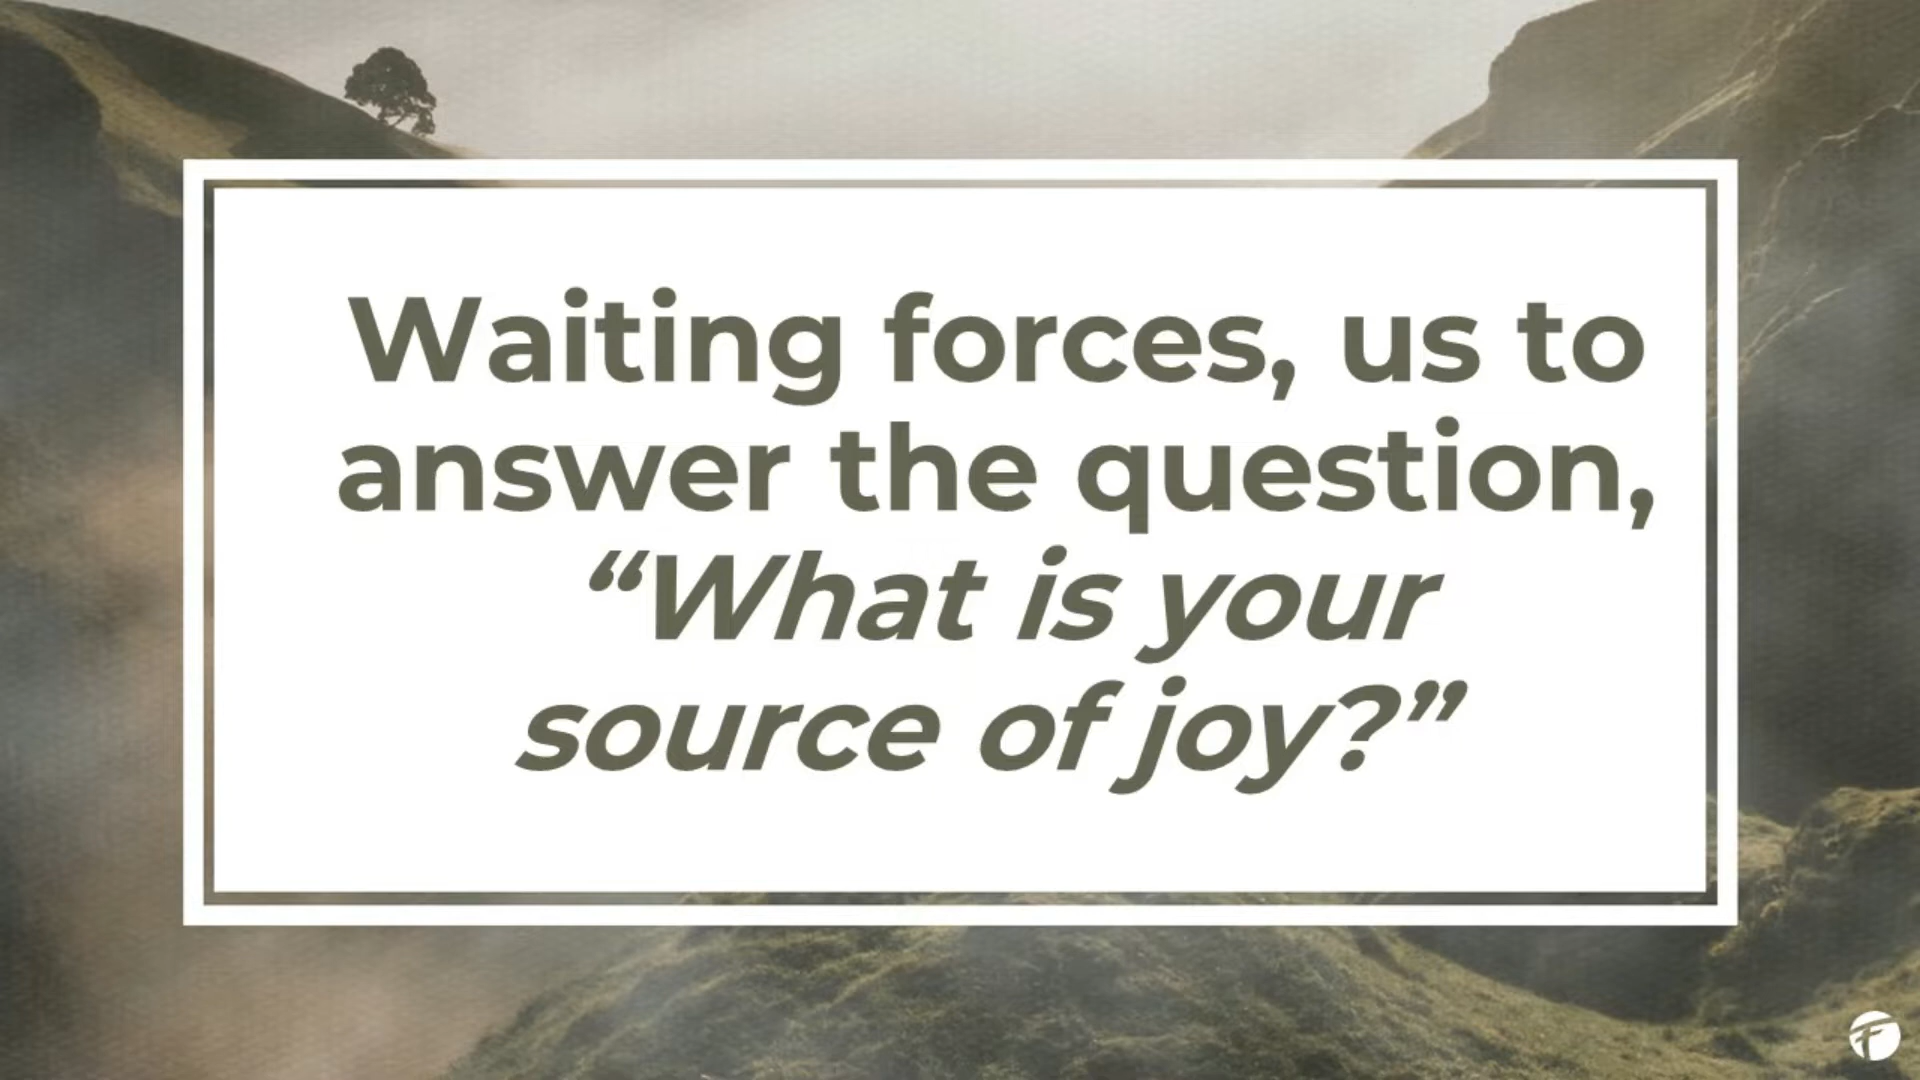 Waiting forces, us to
answer the question,
“What is your
source of joy?”